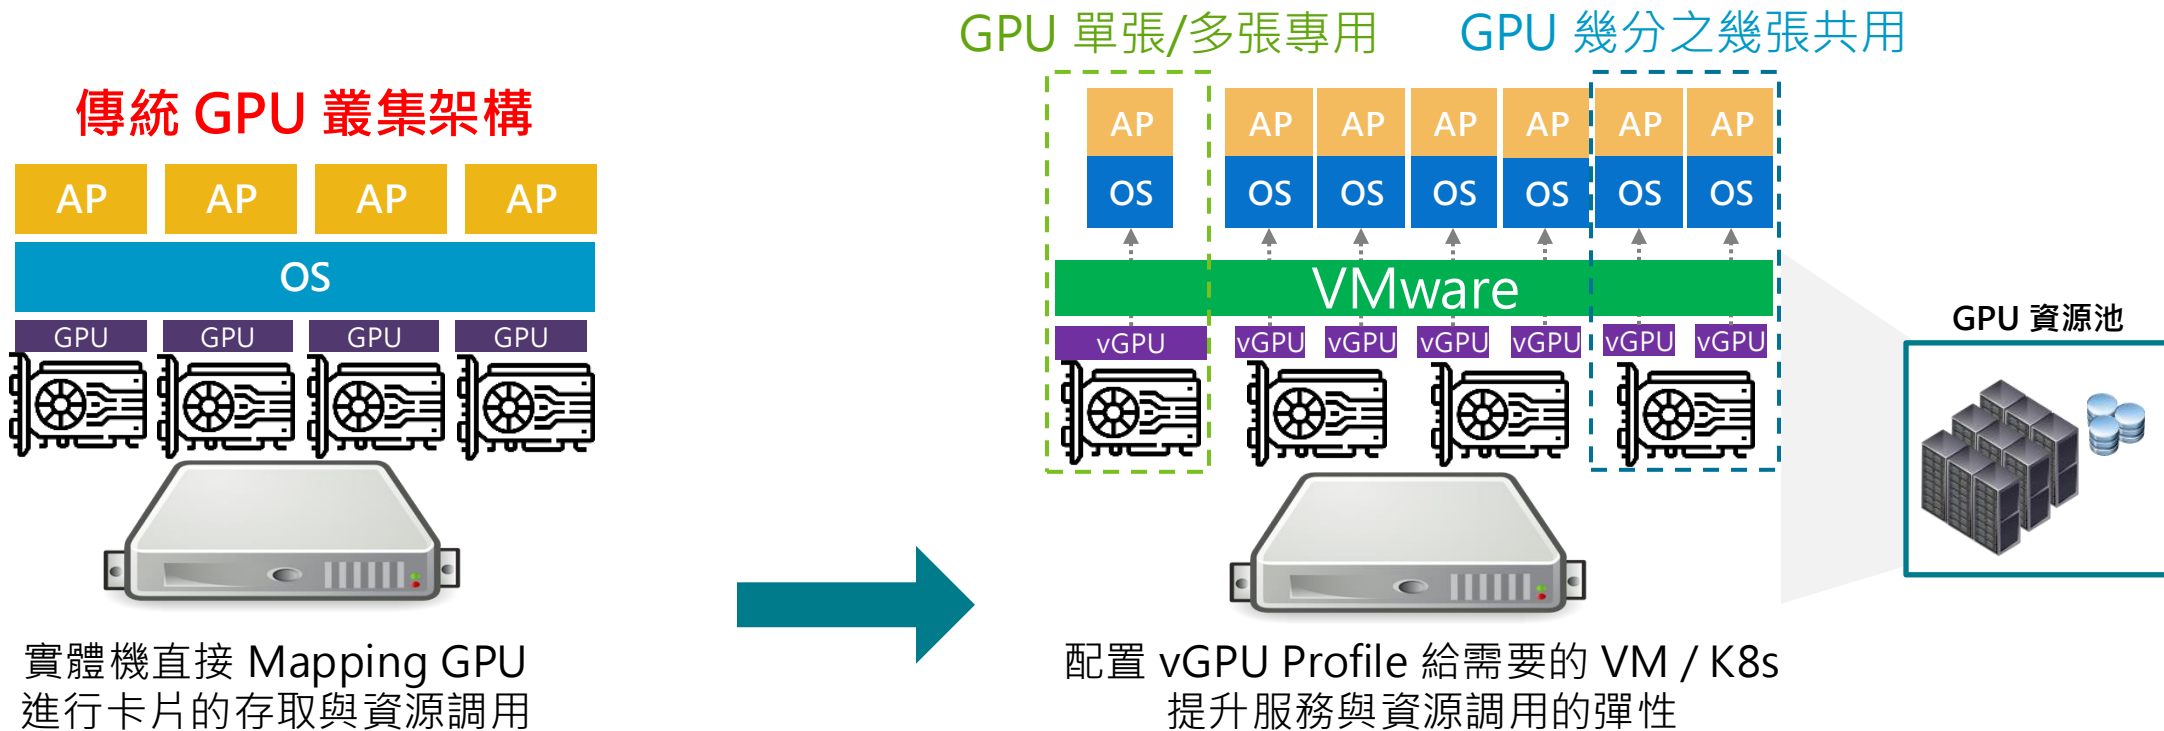 GPU 單張/多張專用
GPU 幾分之幾張共用
傳統 GPU 叢集架構
AP AP AP AP
OS
GPU GPU GPU GPU
實體機直接 Mapping GPU
進行卡片的存取與資源調用
AP AP AP AP AP AP AP
OS OS OS OS OS OS OS
VMware
vGPU vGPU vGPU vGPU vGPU vGPU vGPU
配置 vGPU Profile 給需要的 VM / K8s
提升服務與資源調用的彈性
GPU 資源池